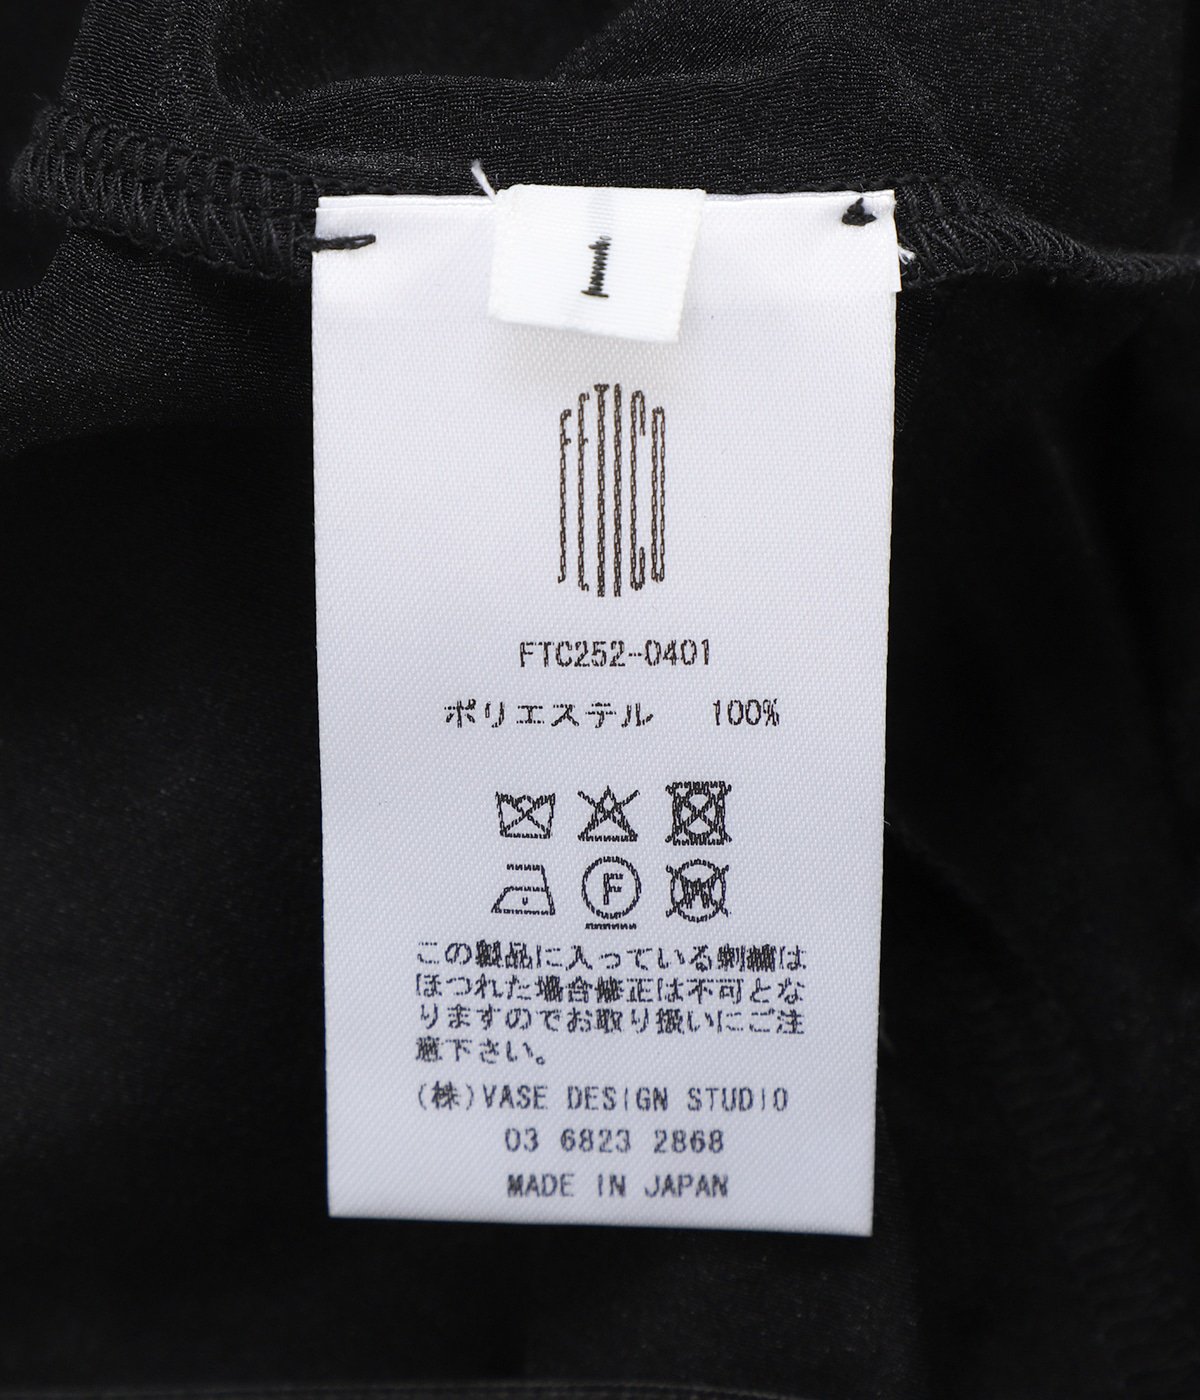 1
FETICO
FTC252-0401
ポリエステル 100%
F
W
この製品に入っている刺繍は
ほつれた場合修正は不可とな
りますのでお取り扱いにご注
意下さい。
(株)VASE DESIGN STUDIO
03 6823 2868
MADE IN JAPAN